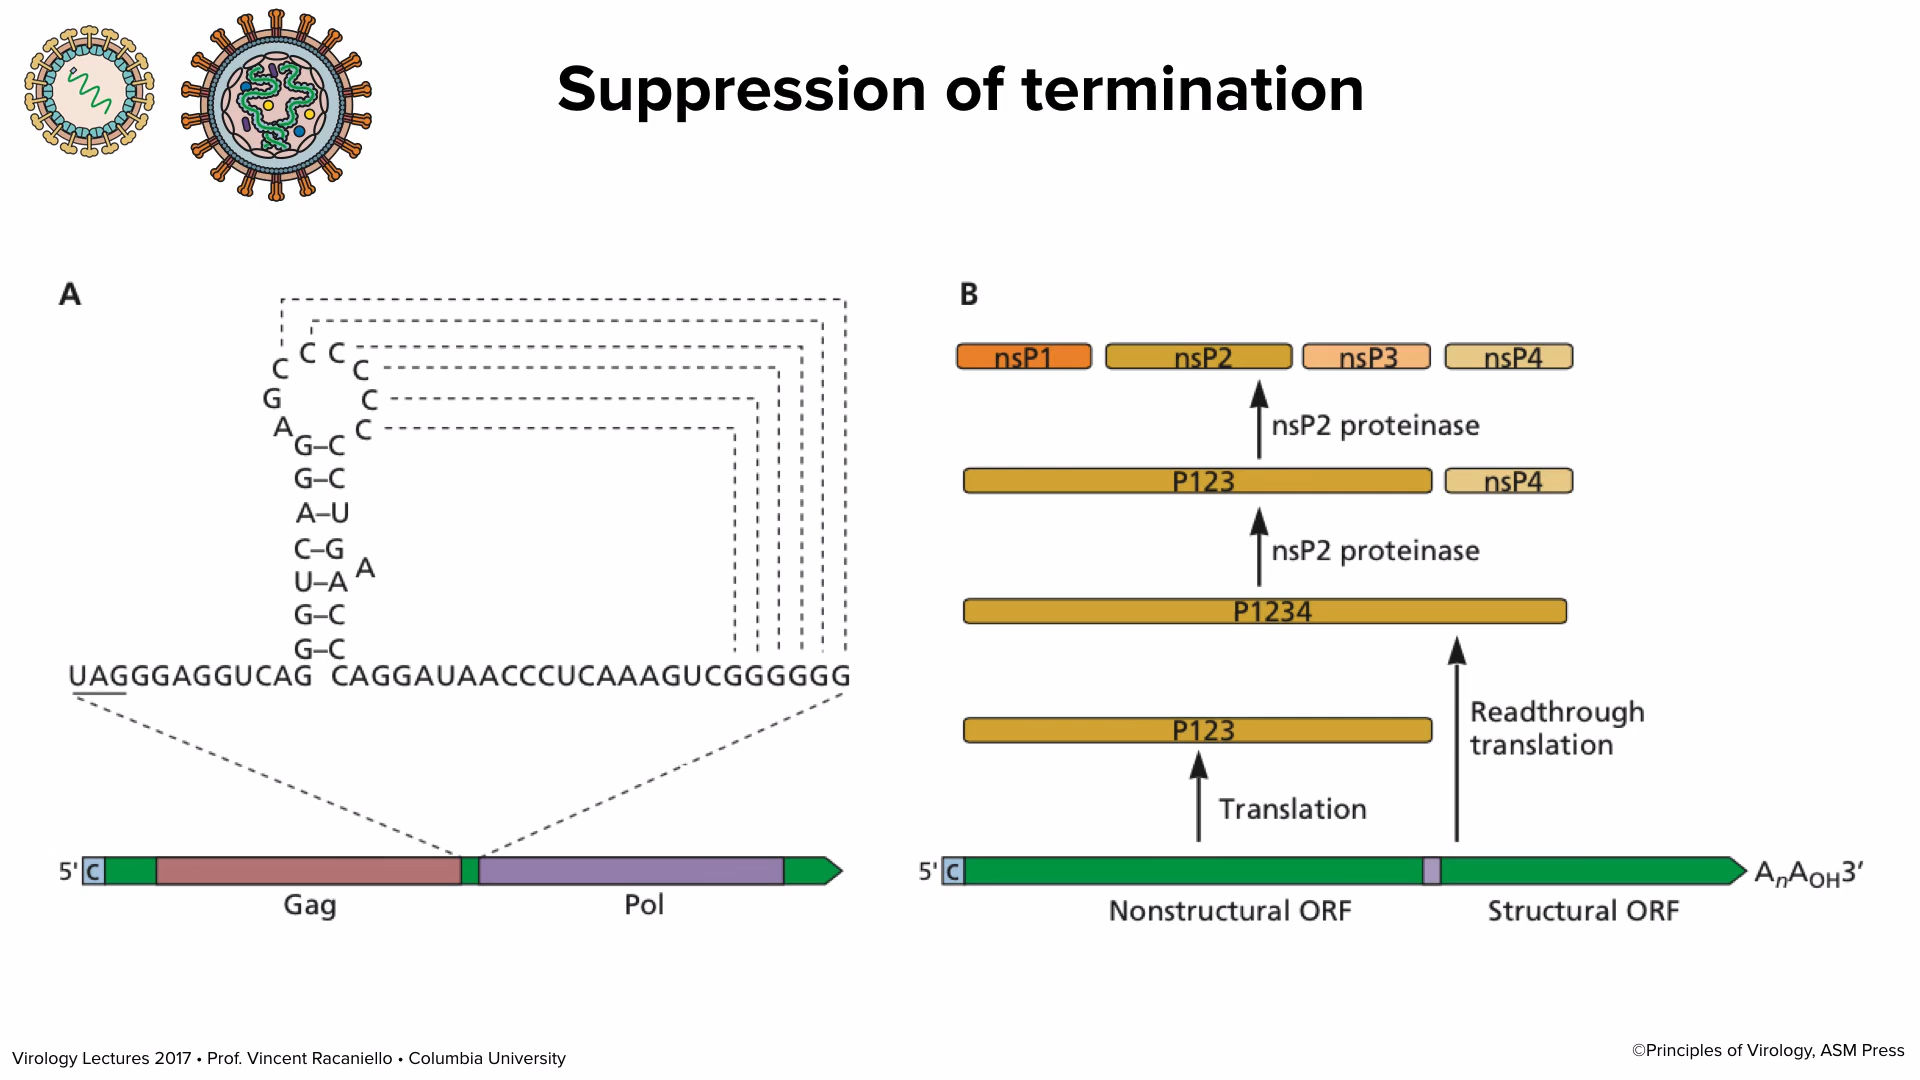 Suppression of termination
A
C C
C C
G C
A C
G–C
G–C
A–U
C–G
A
U–A
G–C
G–C
UAGGGAGGUCAG CAGGAUAACCCUCAAAGUCGGGGGG
5' C
Gag Pol
B
nsP1 nsP2 nsP3 nsP4
nsP2 proteinase
P123 nsP4
nsP2 proteinase
P1234
Readthrough
translation
P123
Translation
5' C AnAOH3′
Nonstructural ORF Structural ORF
Virology Lectures 2017 • Prof. Vincent Racaniello • Columbia University
©Principles of Virology, ASM Press